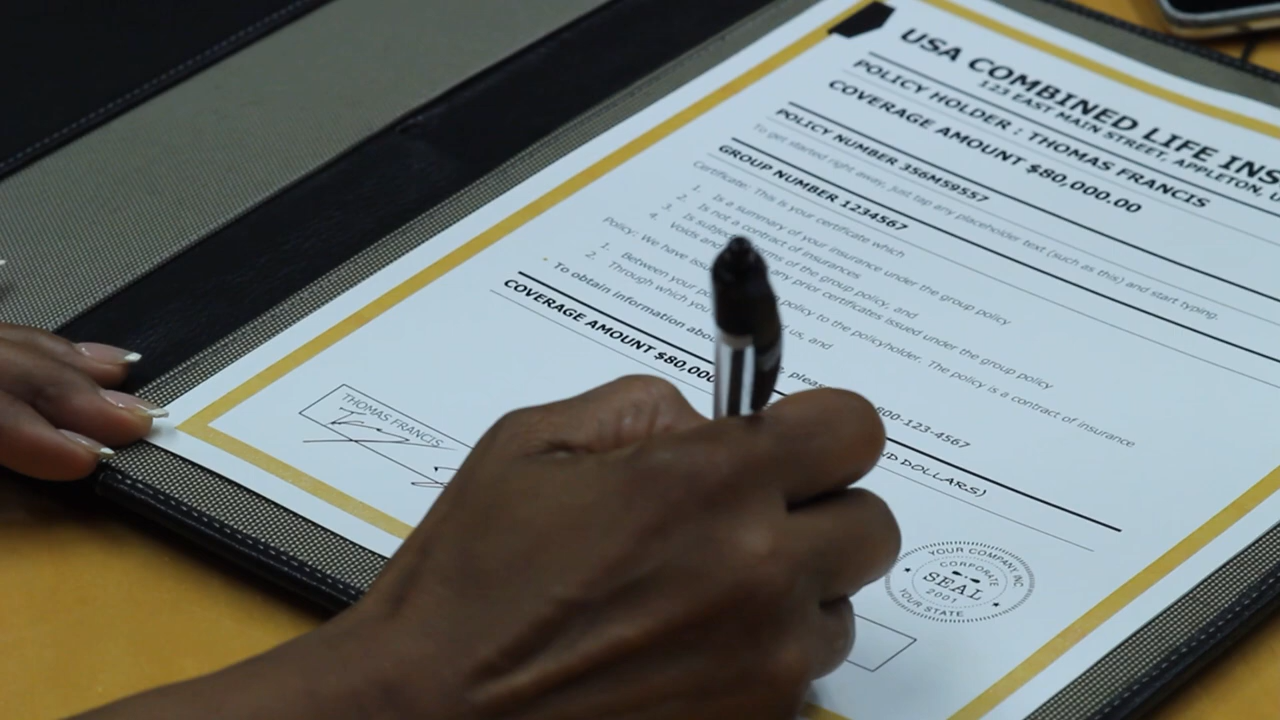 USA COMBINED LIFE INS
123 EAST MAIN STREET, APPLETON,
POLICY HOLDER : THOMAS FRANCIS
COVERAGE AMOUNT $80,000.00
POLICY NUMBER 356M59557
To get started right away, just tap any placeholder text (such as this) and start typing.
GROUP NUMBER 1234567
Certificate: This is your certificate which
1. Is a summary of your insurance under the group policy
2. Is not a contract of insurances
3. Is subject terms of the group policy, and
4. Voids any prior certificates issued under the group policy
Policy: We have
1. Between your policy to the policyholder. The policy is a contract of insurance
2. Through which you us, and
To obtain information please 800-123-4567
COVERAGE AMOUNT $80,000 DOLLARS)
THOMAS FRANCIS
YOUR COMPANY INC
CORPORATE
SEAL
2001
YOUR STATE